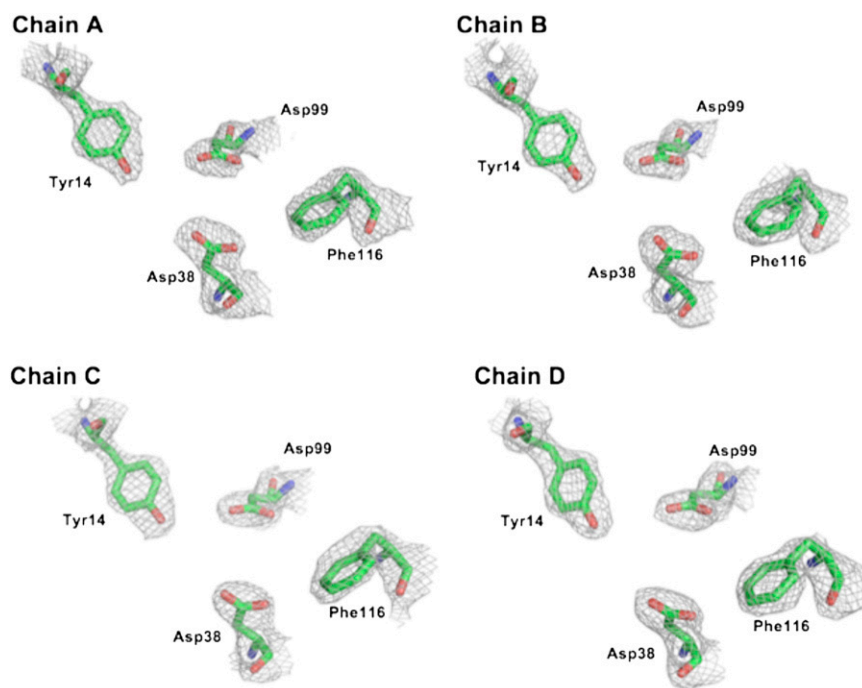 Chain A
Asp99
Tyr14
Phe116
Asp38
Chain B
Asp99
Tyr14
Phe116
Asp38
Chain C
Asp99
Tyr14
Phe116
Asp38
Chain D
Asp99
Tyr14
Phe116
Asp38